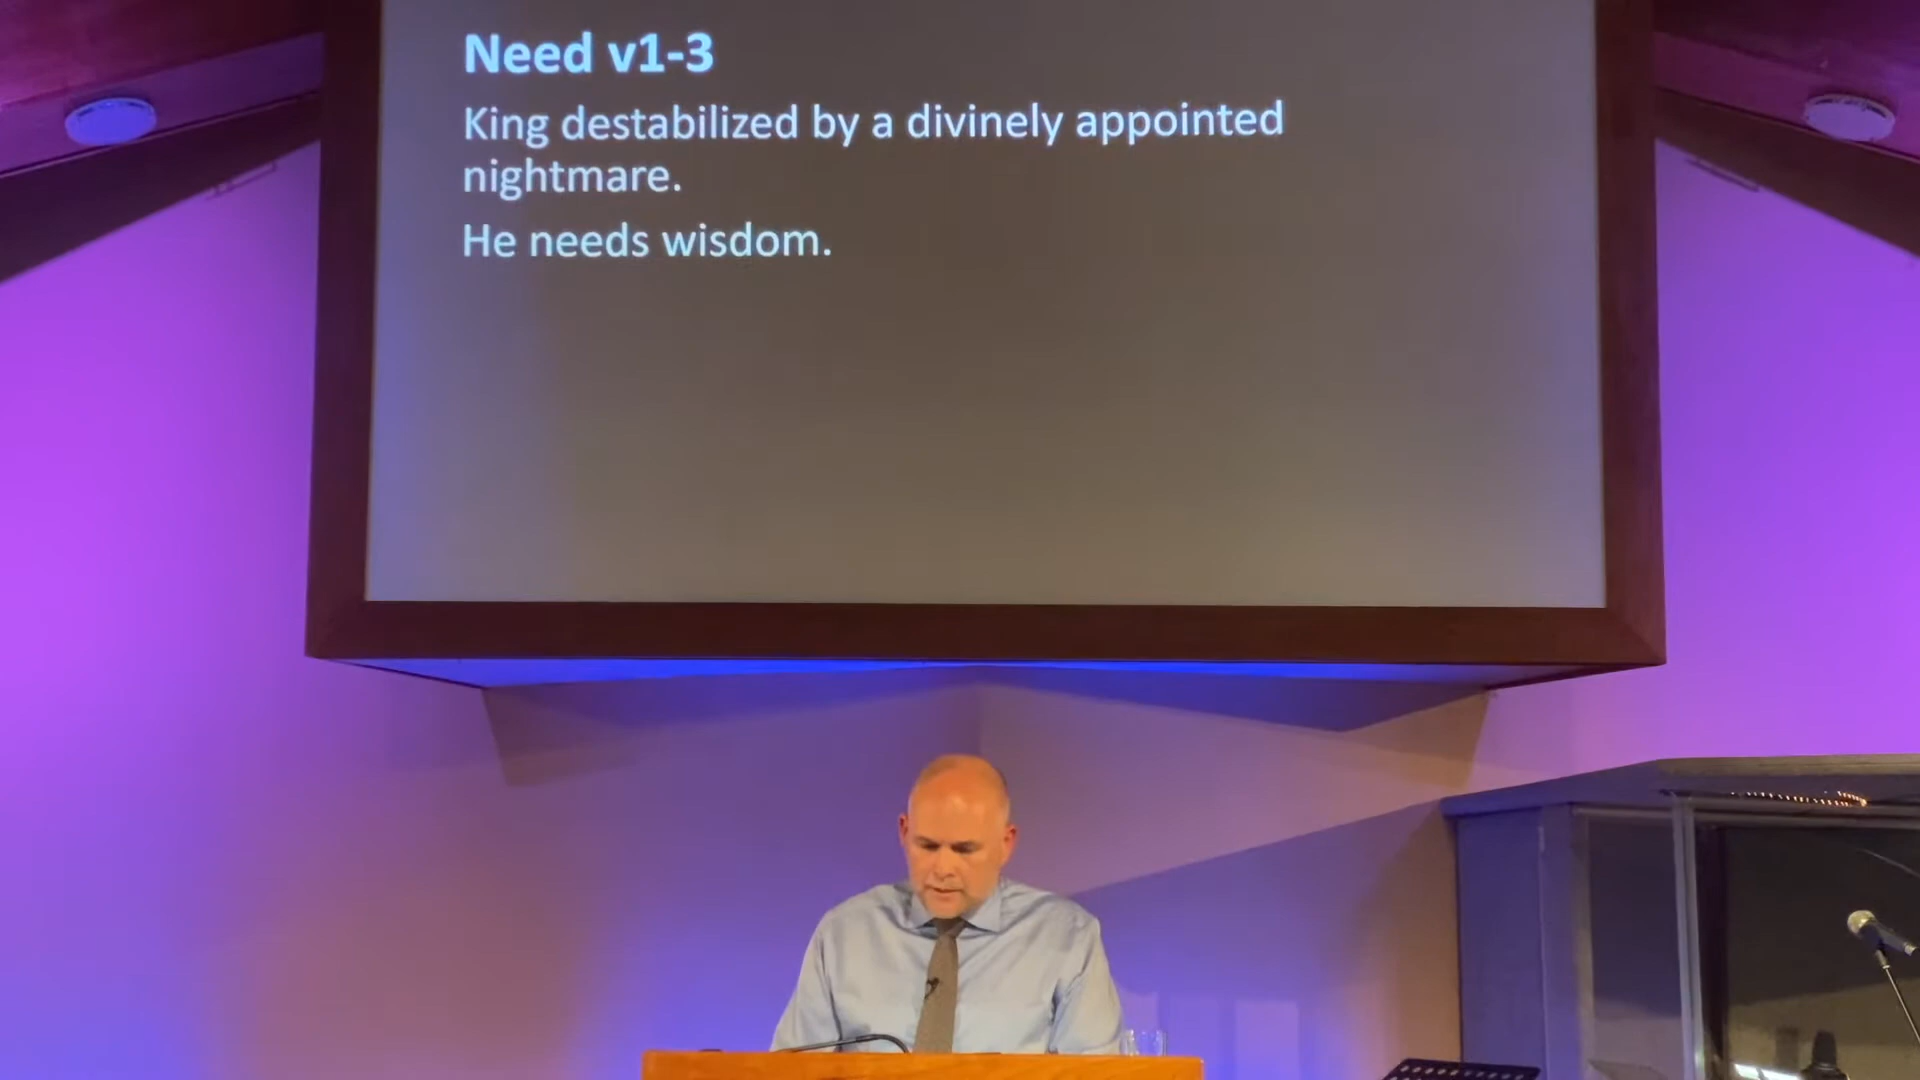 Need v1-3
King destabilized by a divinely appointed
nightmare.
He needs wisdom.